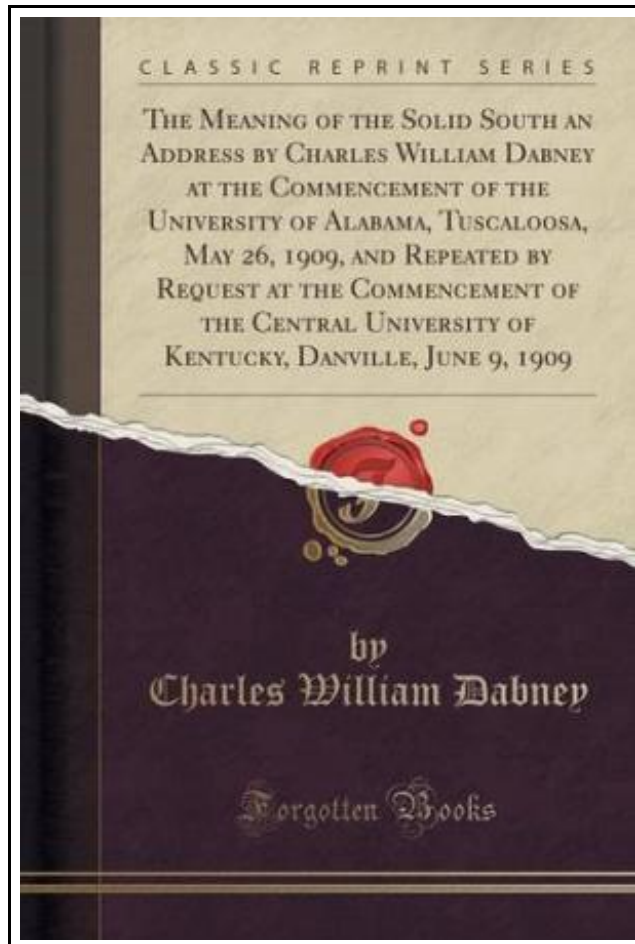 CLASSIC REPRINT SERIES
THE MEANING OF THE SOLID SOUTH AN
ADDRESS BY CHARLES WILLIAM DABNEY
AT THE COMMENCEMENT OF THE
UNIVERSITY OF ALABAMA, TUSCALOOSA,
MAY 26, 1909, AND REPEATED BY
REQUEST AT THE COMMENCEMENT OF
THE CENTRAL UNIVERSITY OF
KENTUCKY, DANVILLE, JUNE 9, 1909
by
Charles William Dabney
Forgotten Books